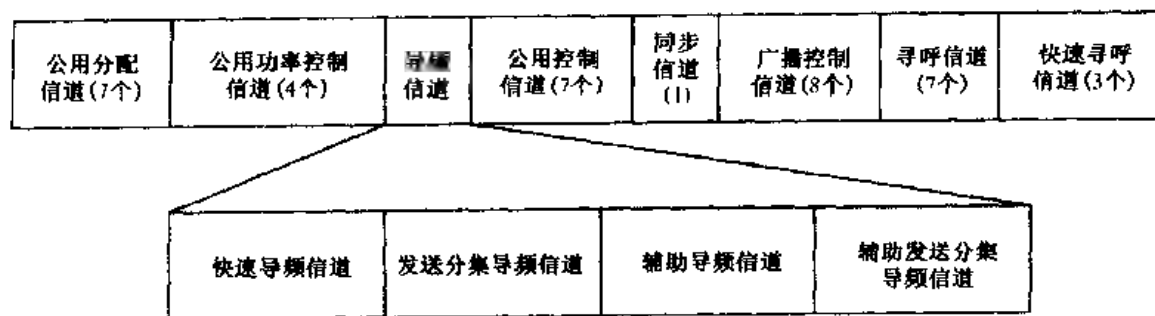 公用分配
信道(7个)
公用功率控制
信道(4个)
导频
信道
公用控制
信道(7个)
同步
信道
(1)
广播控制
信道(8个)
寻呼信道
(7个)
快速寻呼
信道(3个)
快速导频信道
发送分集导频信道
辅助导频信道
辅助发送分集
导频信道